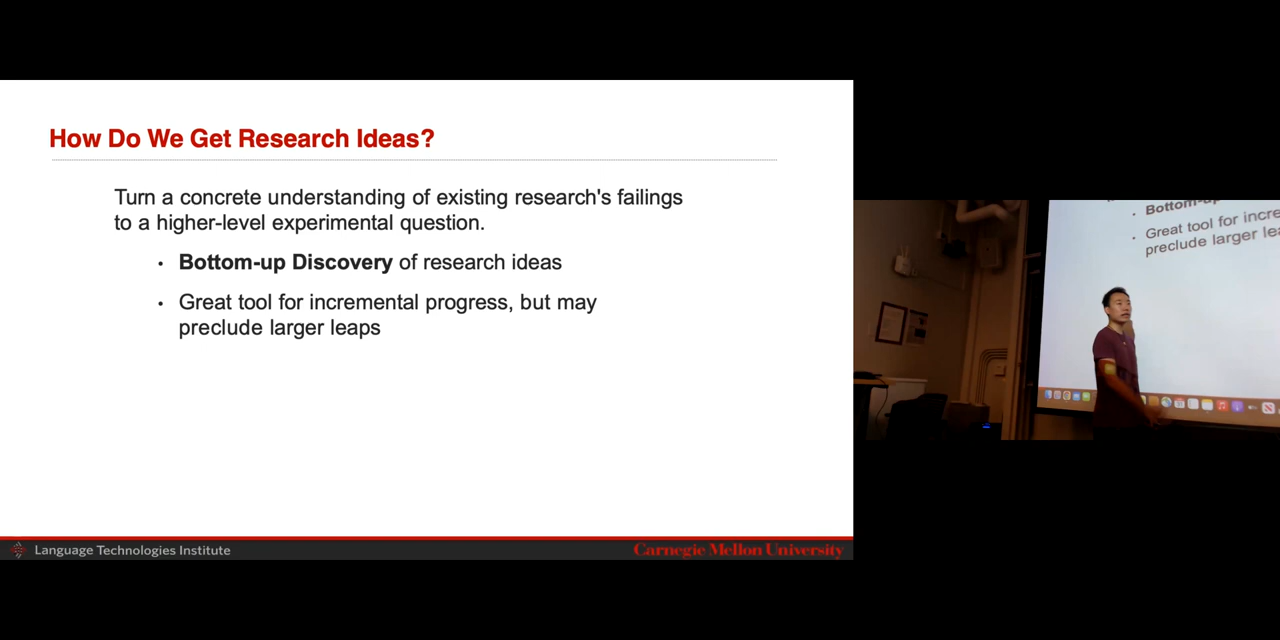 How Do We Get Research Ideas?
Turn a concrete understanding of existing research's failings
to a higher-level experimental question.
• Bottom-up Discovery of research ideas
• Great tool for incremental progress, but may
preclude larger leaps
Language Technologies Institute
Carnegie Mellon University
• Bottom-up
• Great tool for incre
preclude larger lea